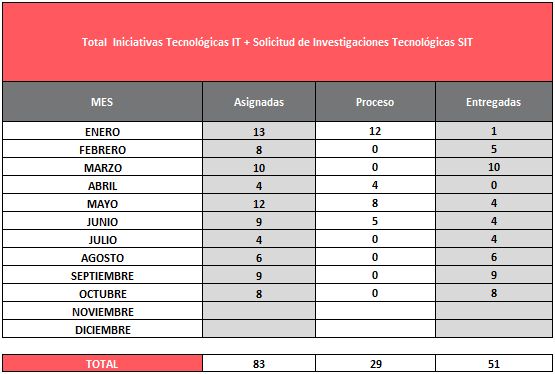 Total Iniciativas Tecnológicas IT + Solicitud de Investigaciones Tecnológicas SIT
MES Asignadas Proceso Entregadas
ENERO 13 12 1
FEBRERO 8 0 5
MARZO 10 0 10
ABRIL 4 4 0
MAYO 12 8 4
JUNIO 9 5 4
JULIO 4 0 4
AGOSTO 6 0 6
SEPTIEMBRE 9 0 9
OCTUBRE 8 0 8
NOVIEMBRE
DICIEMBRE
TOTAL 83 29 51